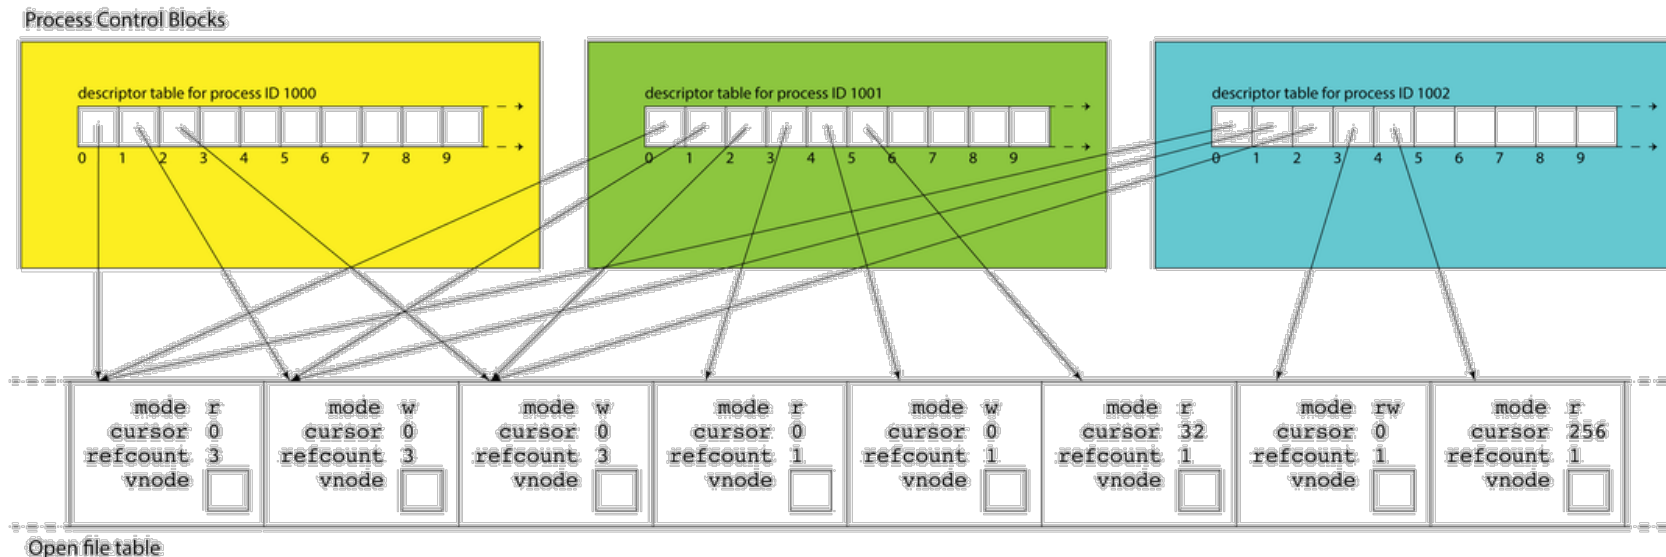 Process Control Blocks
descriptor table for process ID 1000
0 1 2 3 4 5 6 7 8 9
descriptor table for process ID 1001
0 1 2 3 4 5 6 7 8 9
descriptor table for process ID 1002
0 1 2 3 4 5 6 7 8 9
mode r
cursor 0
refcount 3
vnode
mode w
cursor 0
refcount 3
vnode
mode w
cursor 0
refcount 3
vnode
mode r
cursor 0
refcount 1
vnode
mode w
cursor 0
refcount 1
vnode
mode r
cursor 32
refcount 1
vnode
mode rw
cursor 0
refcount 1
vnode
mode r
cursor 256
refcount 1
vnode
Open file table